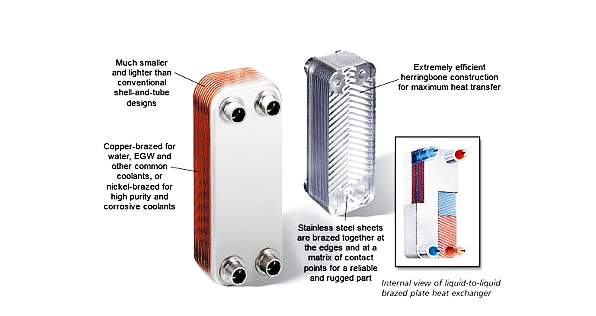 Much smaller
and lighter than
conventional
shell-and-tube
designs
Extremely efficient
herringbone construction
for maximum heat transfer
Copper-brazed for
water, EGW and
other common
coolants, or
nickel-brazed for
high purity and
corrosive coolants
Stainless steel sheets
are brazed together at
the edges and at a
matrix of contact
points for a reliable
and rugged part
Internal view of liquid-to-liquid
brazed plate heat exchanger